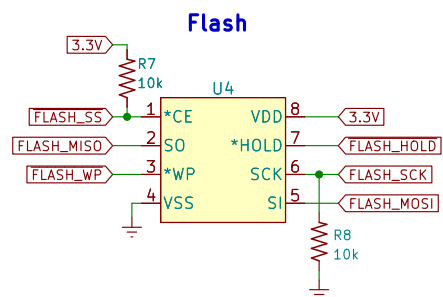 Flash
3.3V
R7
10k
U4
FLASH_SS 1 *CE VDD 8 3.3V
FLASH_MISO 2 SO *HOLD 7 FLASH_HOLD
FLASH_WP 3 *WP SCK 6 FLASH_SCK
4 VSS SI 5 FLASH_MOSI
R8
10k